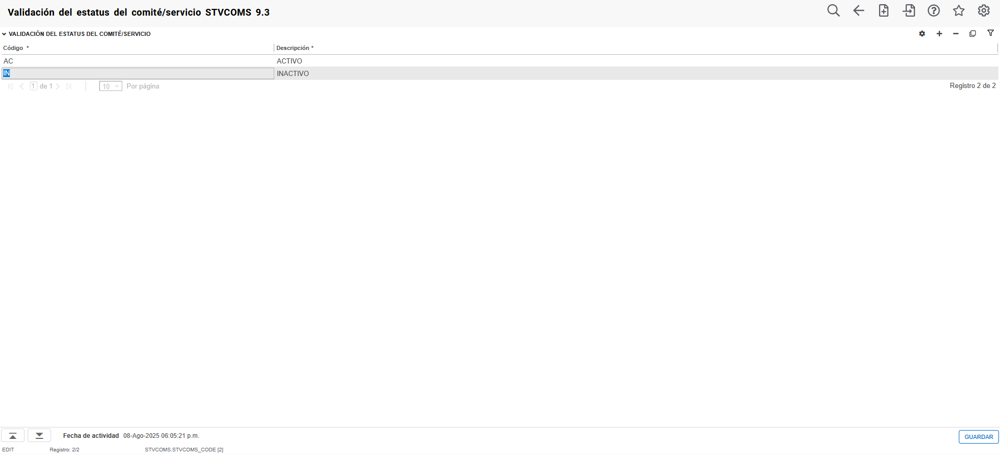 Validación del estatus del comité/servicio STVCOMS 9.3
VALIDACIÓN DEL ESTATUS DEL COMITÉ/SERVICIO
Código * Descripción *
AC ACTIVO
IN INACTIVO
1 de 1 10 Por página Registro 2 de 2
Fecha de actividad 08-Ago-2025 06:05:21 p.m. GUARDAR
EDIT Registro: 2/2 STVCOMS.STVCOMS_CODE [2]